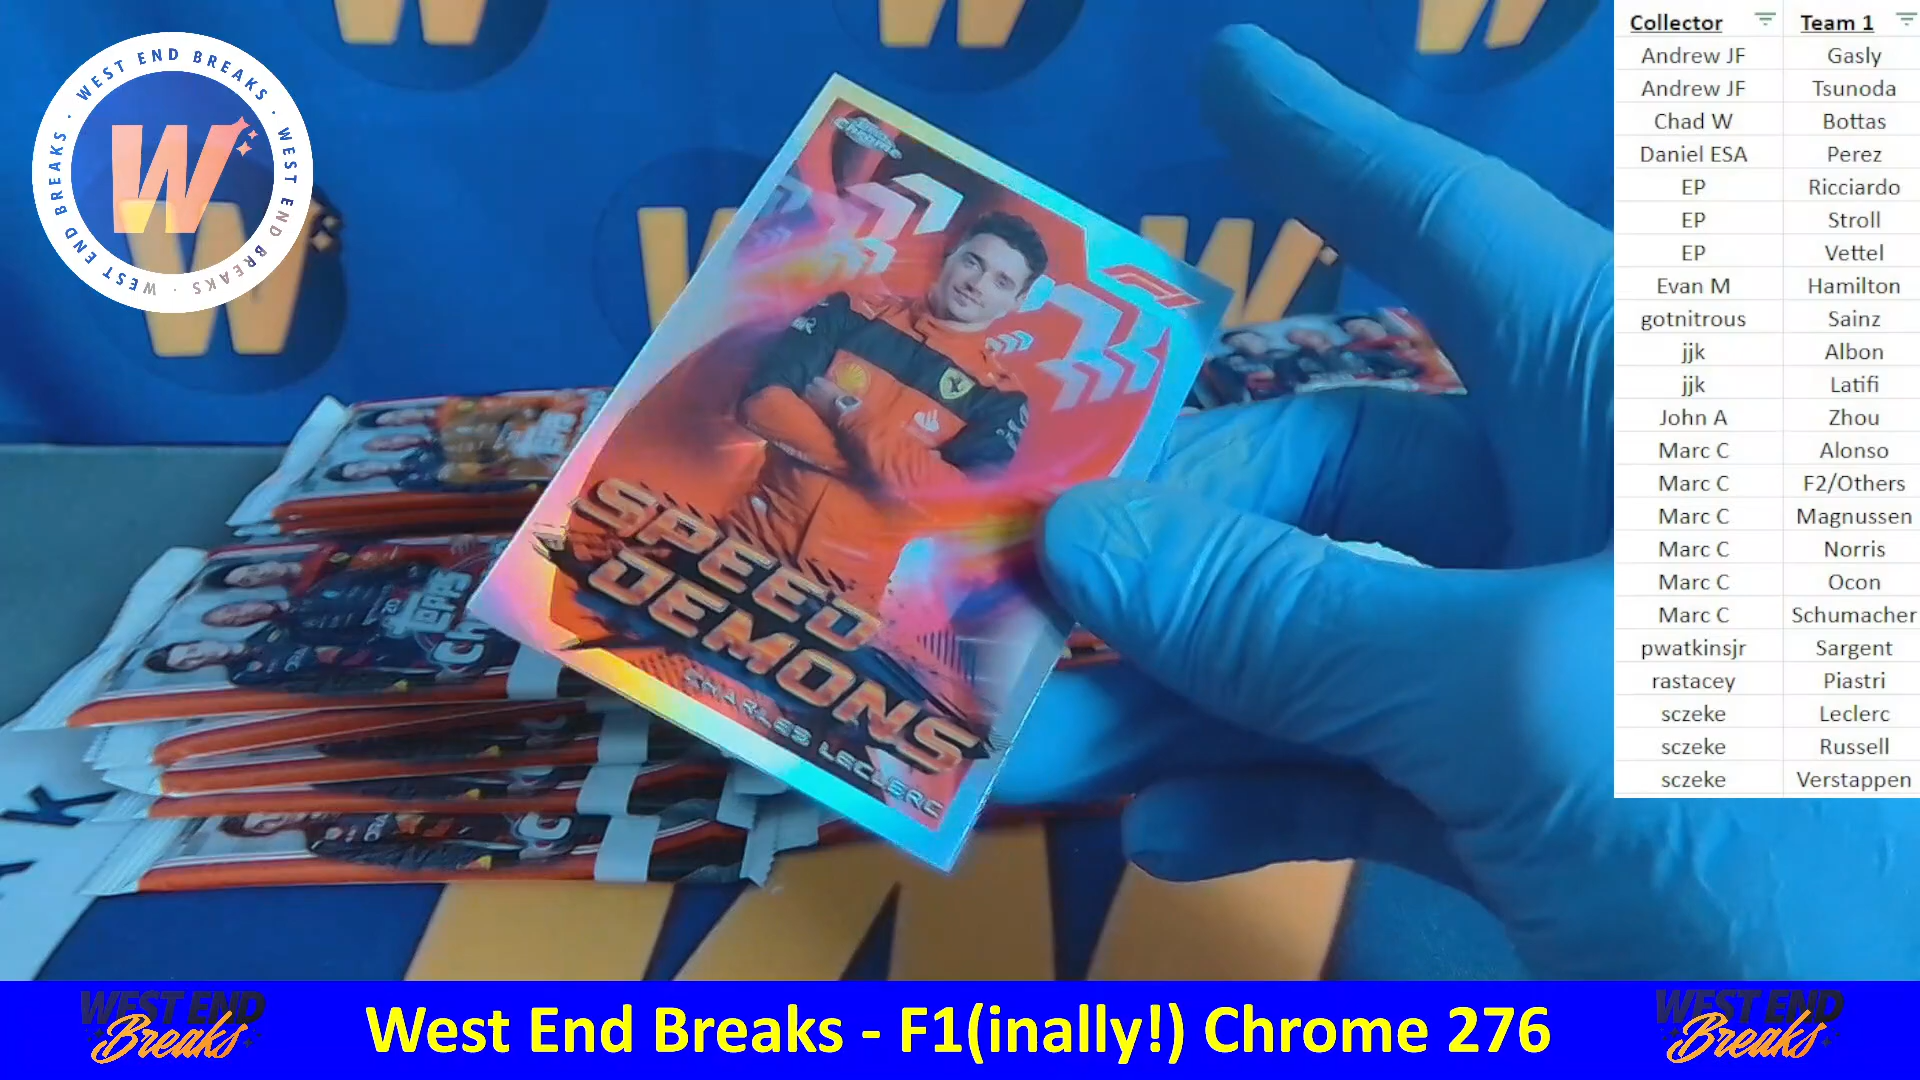 WEST END BREAKS · WEST END BREAKS · WEST END BREAKS ·
W
Collector Team 1
Andrew JF Gasly
Andrew JF Tsunoda
Chad W Bottas
Daniel ESA Perez
EP Ricciardo
EP Stroll
EP Vettel
Evan M Hamilton
gotnitrous Sainz
jjk Albon
jjk Latifi
John A Zhou
Marc C Alonso
Marc C F2/Others
Marc C Magnussen
Marc C Norris
Marc C Ocon
Marc C Schumacher
pwatkinsjr Sargent
rastacey Piastri
sczeke Leclerc
sczeke Russell
sczeke Verstappen
Chrome
F1
SPEED
DEMONS
CHARLES LECLERC
Topps
WEST END
Breaks
West End Breaks - F1(inally!) Chrome 276
WEST END
Breaks